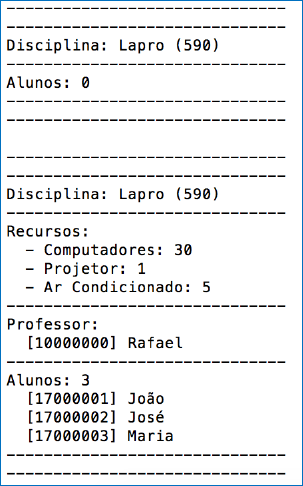 ------------------------------
------------------------------
Disciplina: Lapro (590)
------------------------------
Alunos: 0
------------------------------
------------------------------

------------------------------
------------------------------
Disciplina: Lapro (590)
------------------------------
Recursos:
  - Computadores: 30
  - Projetor: 1
  - Ar Condicionado: 5
------------------------------
Professor:
  [10000000] Rafael
------------------------------
Alunos: 3
  [17000001] João
  [17000002] José
  [17000003] Maria
------------------------------
------------------------------